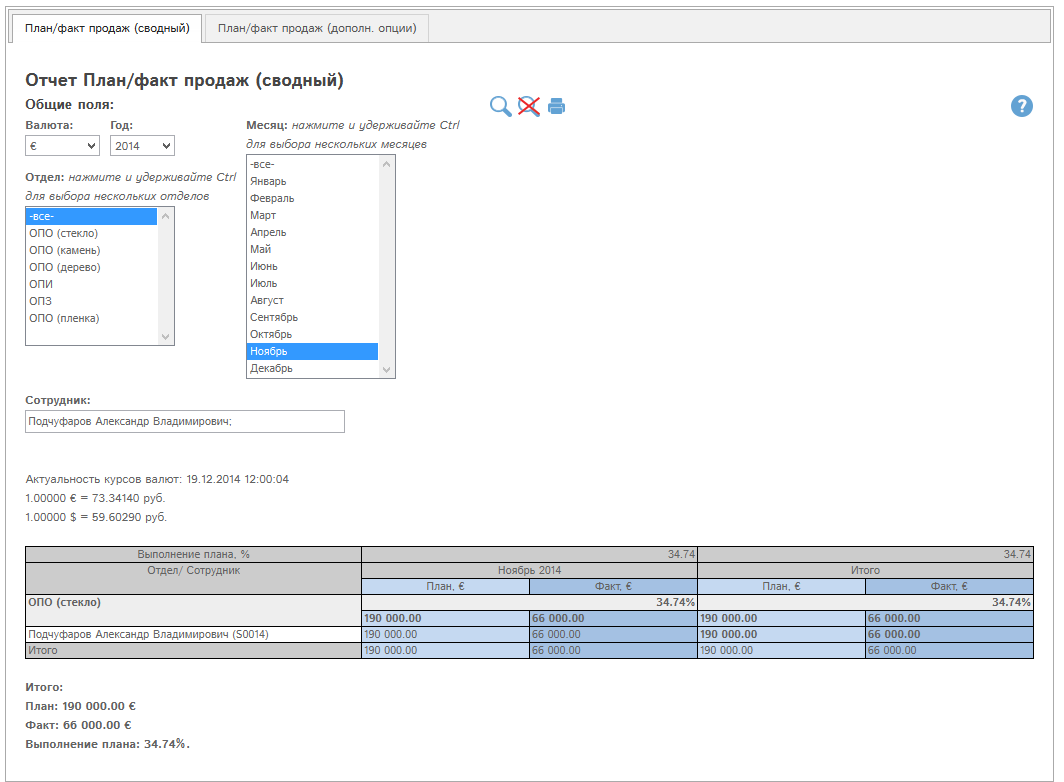 План/факт продаж (сводный)
План/факт продаж (дополн. опции)
Отчет План/факт продаж (сводный)
Общие поля:
?
Валюта:
Год:
€
2014
Месяц: нажмите и удерживайте Ctrl
для выбора нескольких месяцев
-все-
Январь
Февраль
Март
Апрель
Май
Июнь
Июль
Август
Сентябрь
Октябрь
Ноябрь
Декабрь
Отдел: нажмите и удерживайте Ctrl
для выбора нескольких отделов
-все-
ОПО (стекло)
ОПО (камень)
ОПО (дерево)
ОПИ
ОПЗ
ОПО (пленка)
Сотрудник:
Подчуфаров Александр Владимирович;
Актуальность курсов валют: 19.12.2014 12:00:04
1.00000 € = 73.34140 руб.
1.00000 $ = 59.60290 руб.
Выполнение плана, % 34.74 34.74
Отдел/ Сотрудник Ноябрь 2014 Итого
План, € Факт, € План, € Факт, €
ОПО (стекло) 34.74% 34.74%
190 000.00 66 000.00 190 000.00 66 000.00
Подчуфаров Александр Владимирович (S0014) 190 000.00 66 000.00 190 000.00 66 000.00
Итого 190 000.00 66 000.00 190 000.00 66 000.00
Итого:
План: 190 000.00 €
Факт: 66 000.00 €
Выполнение плана: 34.74%.